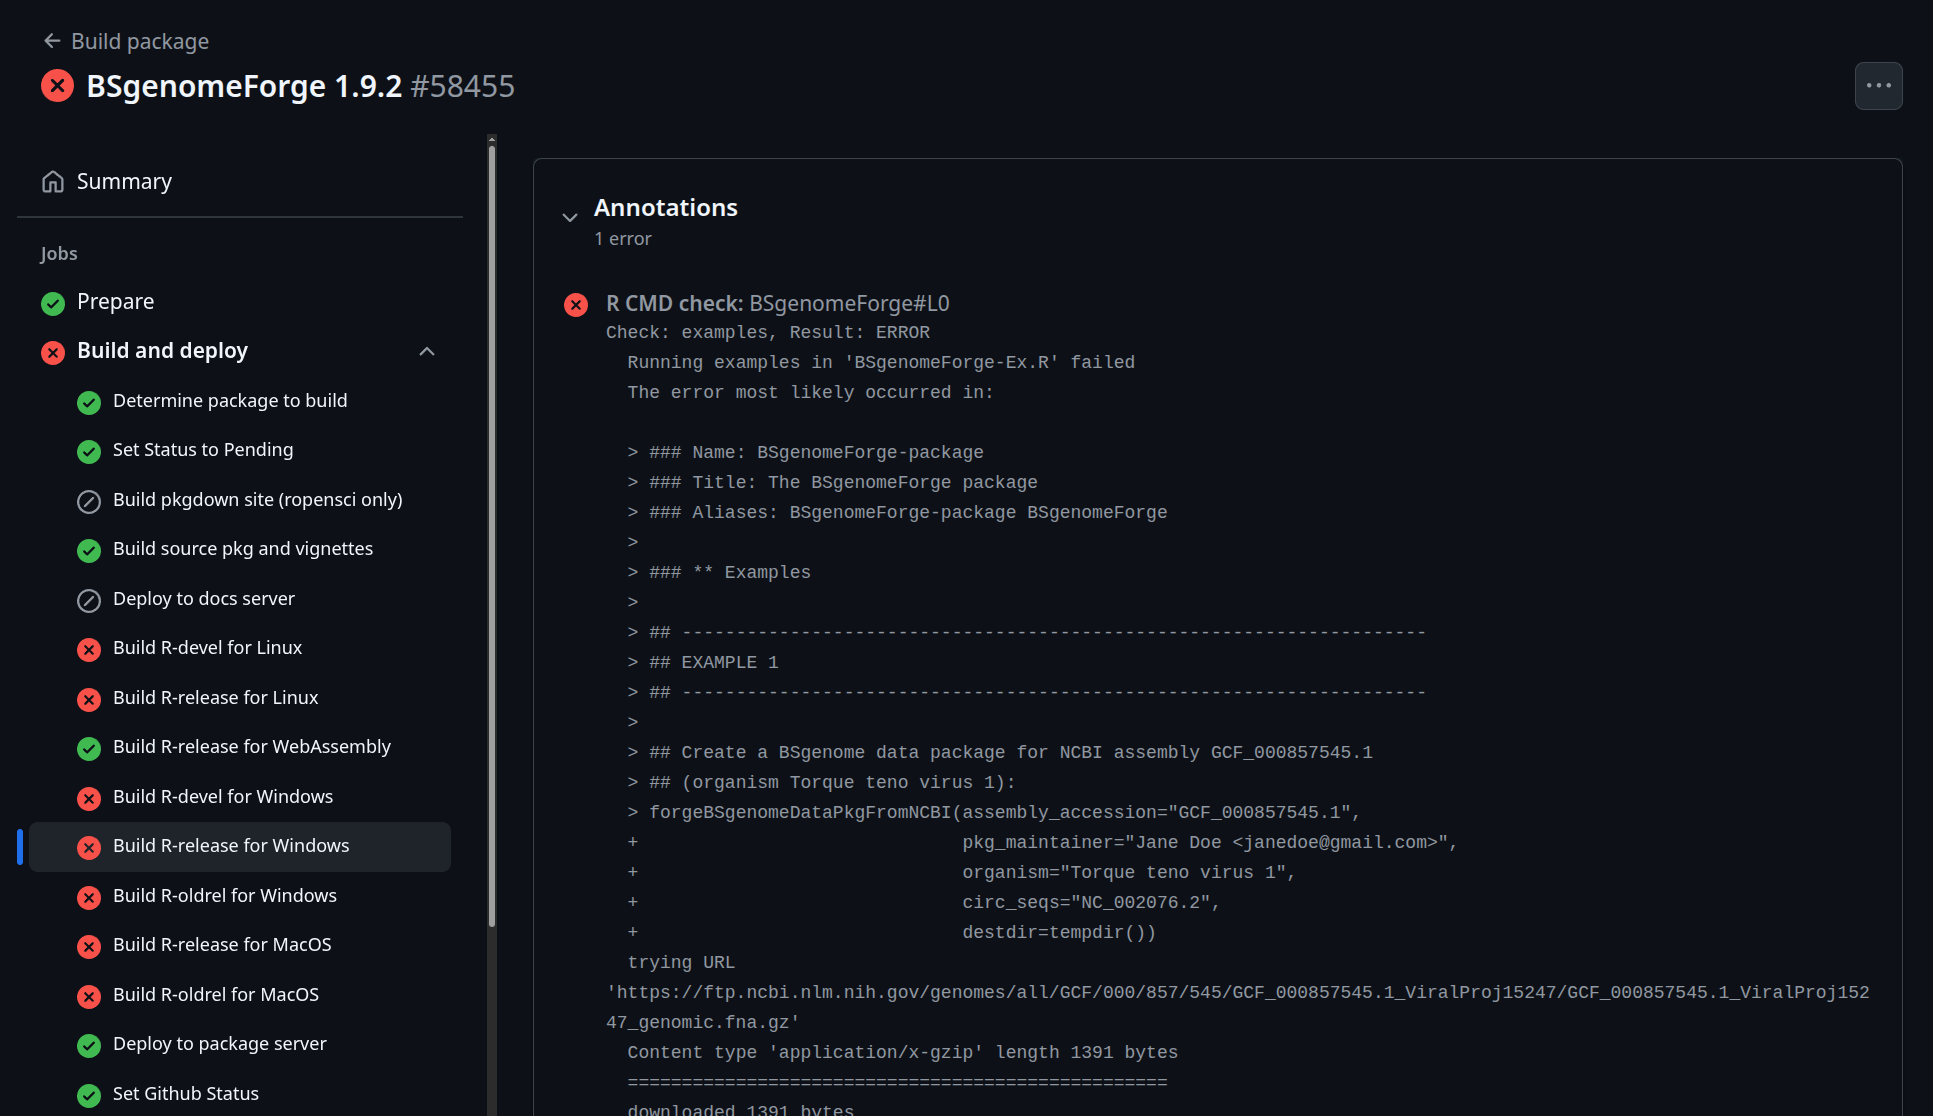 Build package
BSgenomeForge 1.9.2 #58455
Summary
Jobs
Prepare
Build and deploy
Determine package to build
Set Status to Pending
Build pkgdown site (ropensci only)
Build source pkg and vignettes
Deploy to docs server
Build R-devel for Linux
Build R-release for Linux
Build R-release for WebAssembly
Build R-devel for Windows
Build R-release for Windows
Build R-oldrel for Windows
Build R-release for MacOS
Build R-oldrel for MacOS
Deploy to package server
Set Github Status
Annotations
1 error
R CMD check: BSgenomeForge#L0
Check: examples, Result: ERROR
  Running examples in 'BSgenomeForge-Ex.R' failed
  The error most likely occurred in:
  > ### Name: BSgenomeForge-package
  > ### Title: The BSgenomeForge package
  > ### Aliases: BSgenomeForge-package BSgenomeForge
  >
  > ### ** Examples
  >
  > ## ---------------------------------------------------------------------
  > ## EXAMPLE 1
  > ## ---------------------------------------------------------------------
  >
  > ## Create a BSgenome data package for NCBI assembly GCF_000857545.1
  > ## (organism Torque teno virus 1):
  > forgeBSgenomeDataPkgFromNCBI(assembly_accession="GCF_000857545.1",
  +                              pkg_maintainer="Jane Doe <janedoe@gmail.com>",
  +                              organism="Torque teno virus 1",
  +                              circ_seqs="NC_002076.2",
  +                              destdir=tempdir())
  trying URL
'https://ftp.ncbi.nlm.nih.gov/genomes/all/GCF/000/857/545/GCF_000857545.1_ViralProj15247/GCF_000857545.1_ViralProj152
47_genomic.fna.gz'
  Content type 'application/x-gzip' length 1391 bytes
  ==================================================
  downloaded 1391 bytes